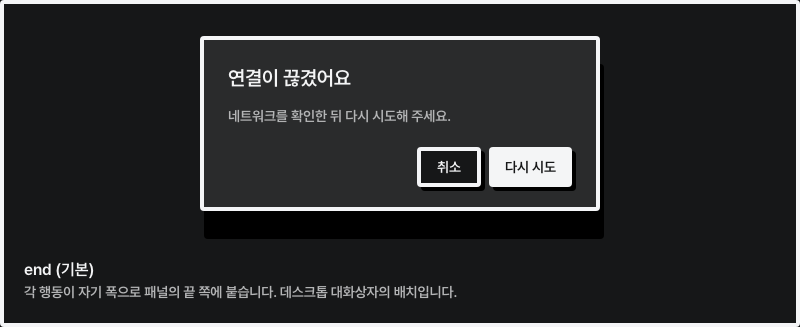 연결이 끊겼어요
네트워크를 확인한 뒤 다시 시도해 주세요.
취소 다시 시도
end (기본)
각 행동이 자기 폭으로 패널의 끝 쪽에 붙습니다. 데스크톱 대화상자의 배치입니다.